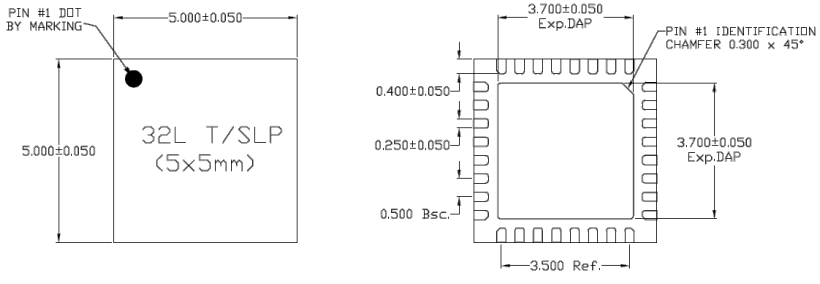 PIN #1 DOT
BY MARKING
5.000±0.050
5.000±0.050
32L T/SLP
(5x5mm)
3.700±0.050
Exp.DAP
PIN #1 IDENTIFICATION
CHAMFER 0.300 x 45°
0.400±0.050
0.250±0.050
0.500 Bsc.
3.700±0.050
Exp.DAP
3.500 Ref.